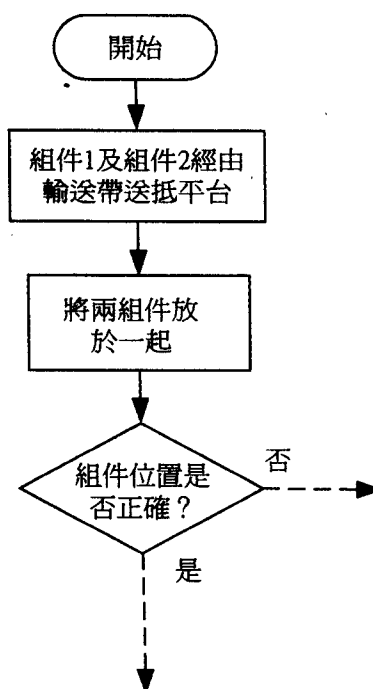 開始
組件1及組件2經由
輸送帶送抵平台
將兩組件放
於一起
組件位置是
否正確？
否
是